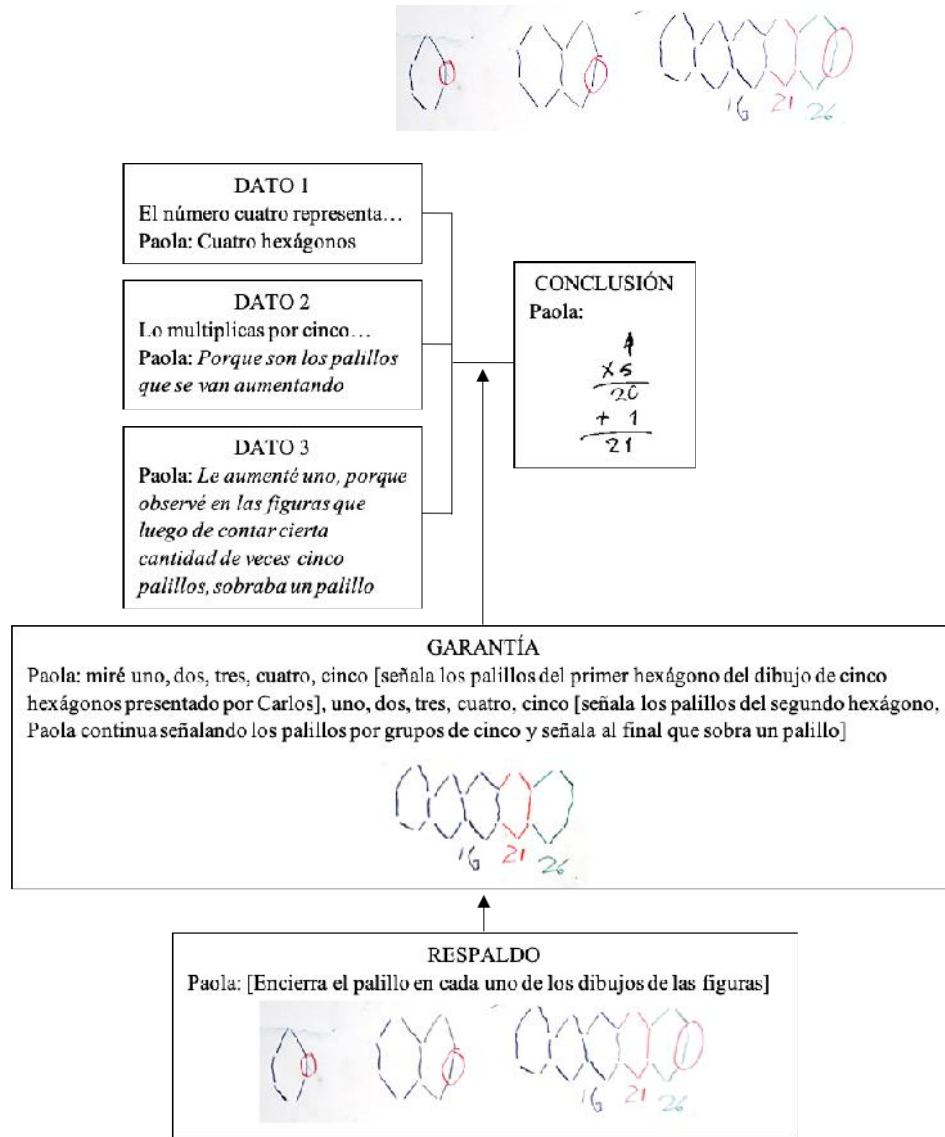 16 21 26
DATO 1
El número cuatro representa…
Paola: Cuatro hexágonos
DATO 2
Lo multiplicas por cinco…
Paola: Porque son los palillos
que se van aumentando
DATO 3
Paola: Le aumenté uno, porque
observé en las figuras que
luego de contar cierta
cantidad de veces cinco
palillos, sobraba un palillo
CONCLUSIÓN
Paola:
4
x5
20
+ 1
21
GARANTÍA
Paola: miré uno, dos, tres, cuatro, cinco [señala los palillos del primer hexágono del dibujo de cinco
hexágonos presentado por Carlos], uno, dos, tres, cuatro, cinco [señala los palillos del segundo hexágono,
Paola continua señalando los palillos por grupos de cinco y señala al final que sobra un palillo]
16 21 26
RESPALDO
Paola: [Encierra el palillo en cada uno de los dibujos de las figuras]
16 21 26